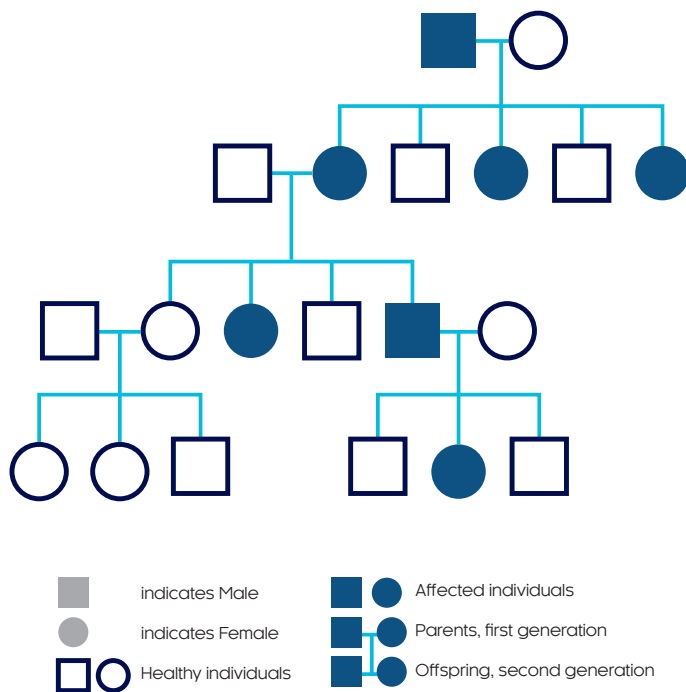 indicates Male
indicates Female
Healthy individuals
Affected individuals
Parents, first generation
Offspring, second generation